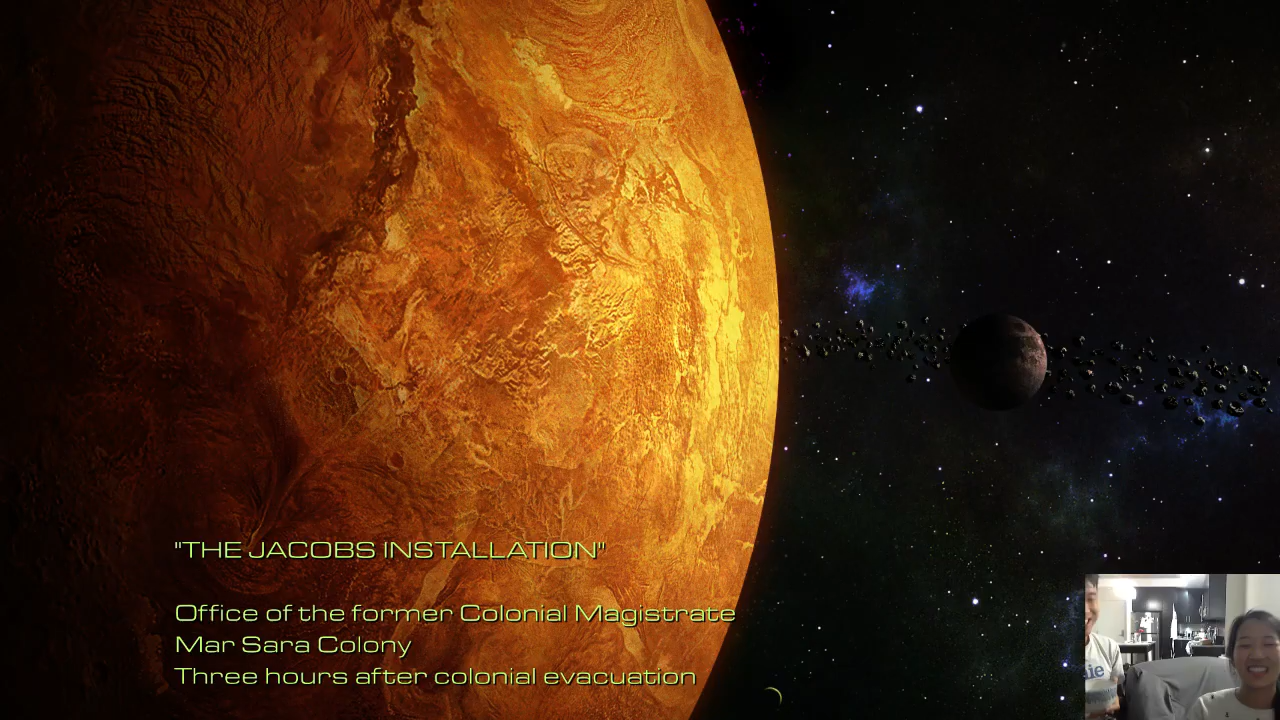 "THE JACOBS INSTALLATION"
Office of the former Colonial Magistrate
Mar Sara Colony
Three hours after colonial evacuation